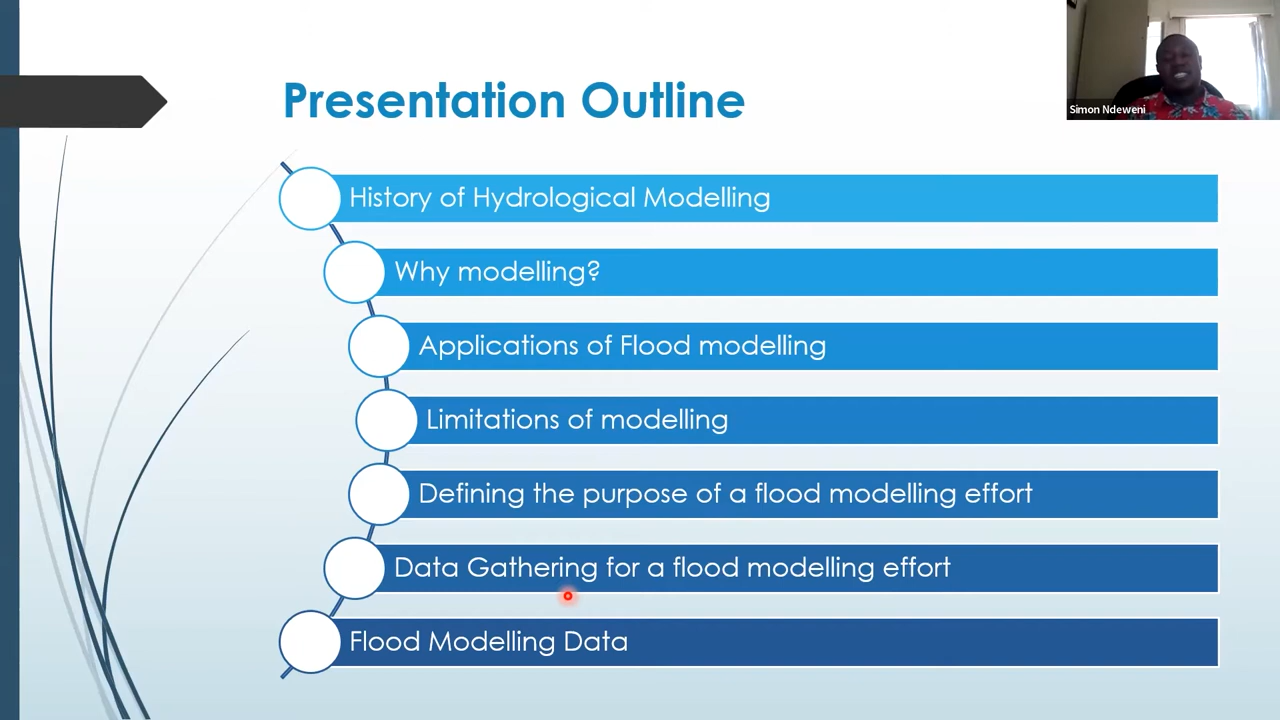 Presentation Outline
Simon Ndeweni
History of Hydrological Modelling
Why modelling?
Applications of Flood modelling
Limitations of modelling
Defining the purpose of a flood modelling effort
Data Gathering for a flood modelling effort
Flood Modelling Data